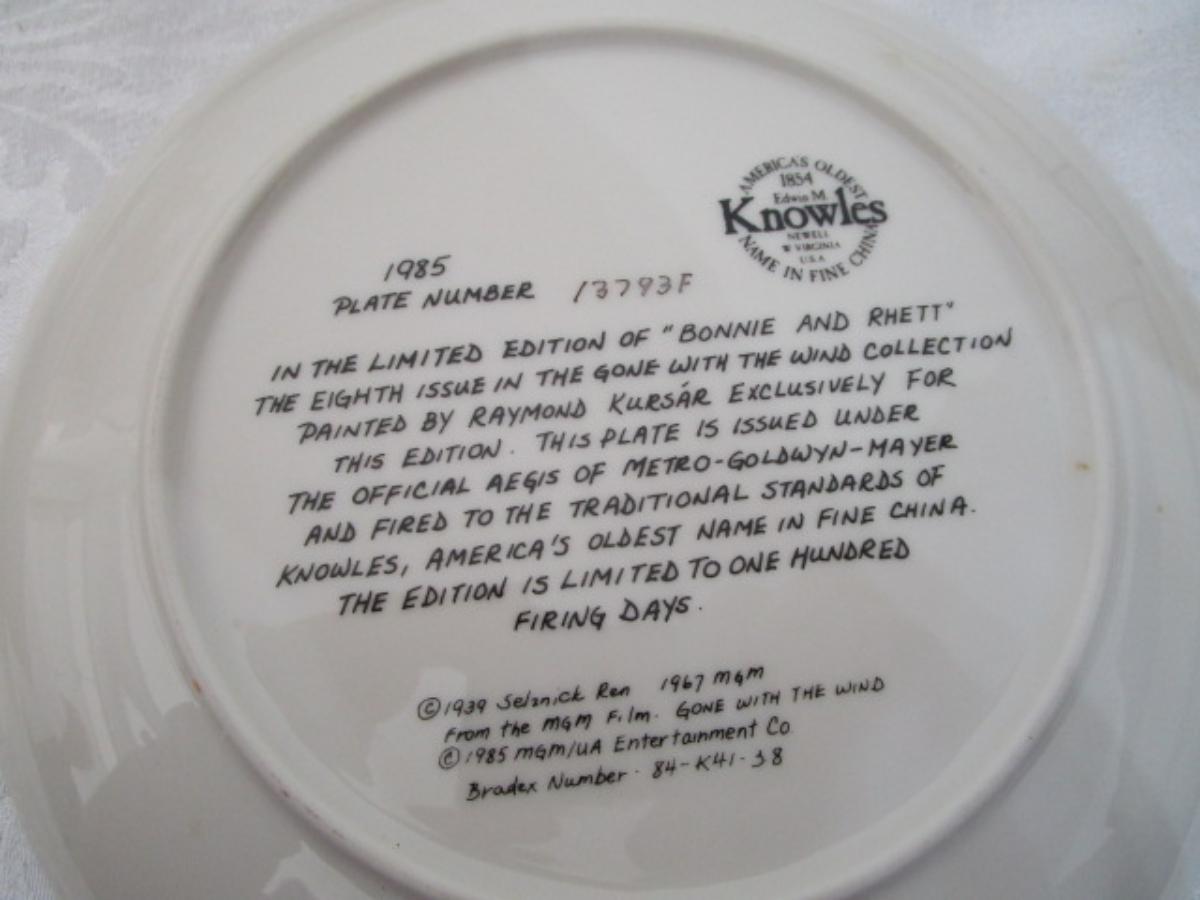 AMERICA'S OLDEST
1854
Edwin M.
Knowles
NEWELL
W VIRGINIA
U.S.A
NAME IN FINE CHINA
1985
PLATE NUMBER 13793F
IN THE LIMITED EDITION OF "BONNIE AND RHETT"
THE EIGHTH ISSUE IN THE GONE WITH THE WIND COLLECTION
PAINTED BY RAYMOND KURSÁR EXCLUSIVELY FOR
THIS EDITION. THIS PLATE IS ISSUED UNDER
THE OFFICIAL AEGIS OF METRO-GOLDWYN-MAYER
AND FIRED TO THE TRADITIONAL STANDARDS OF
KNOWLES, AMERICA'S OLDEST NAME IN FINE CHINA.
THE EDITION IS LIMITED TO ONE HUNDRED
FIRING DAYS.
©1939 Selznick Ren 1967 MGM
From the MGM Film. GONE WITH THE WIND
©1985 MGM/UA Entertainment Co
Bradex Number · 84-K41-38